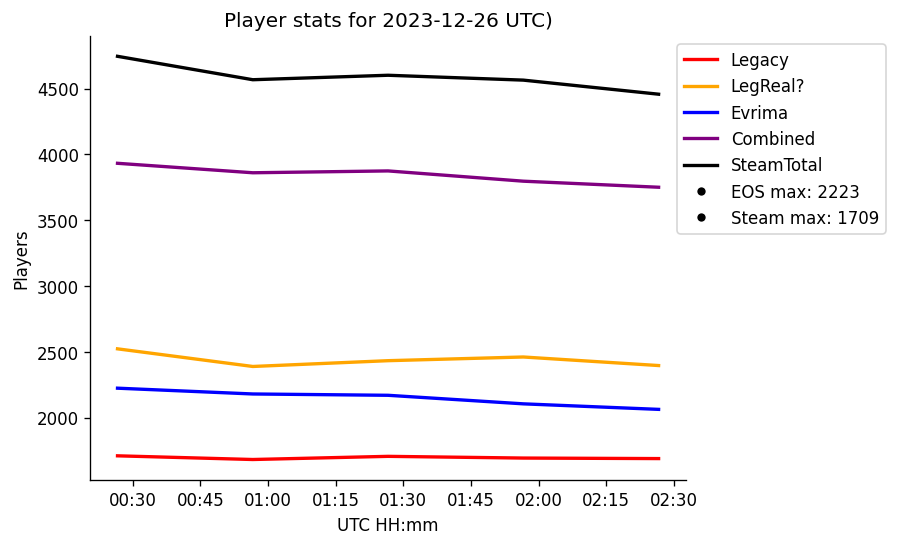 Player stats for 2023-12-26 UTC)
Legacy
LegReal?
Evrima
Combined
SteamTotal
EOS max: 2223
Steam max: 1709
Players
4500
4000
3500
3000
2500
2000
00:30 00:45 01:00 01:15 01:30 01:45 02:00 02:15 02:30
UTC HH:mm